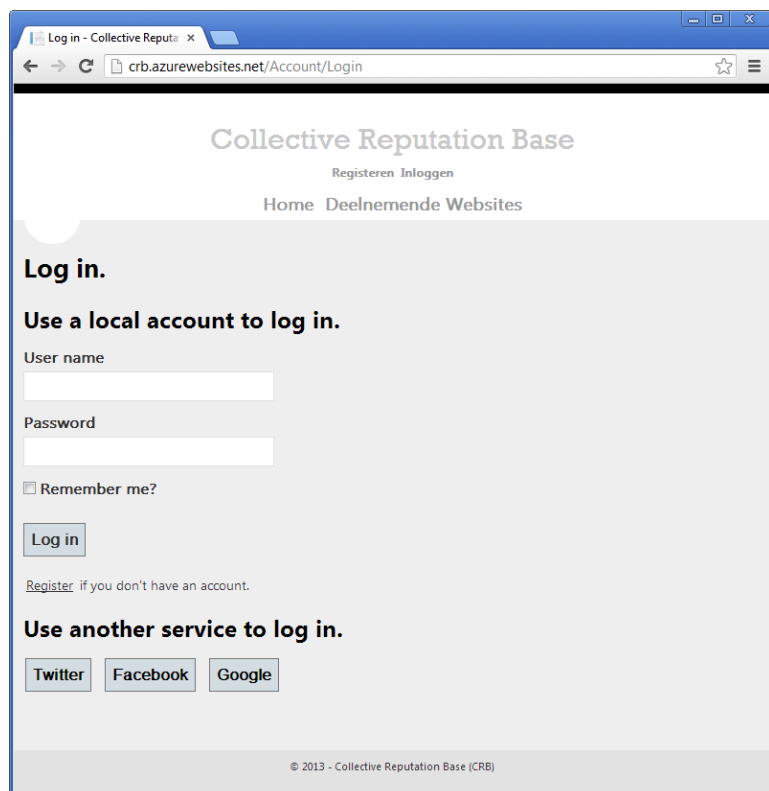 Log in - Collective Reputa
crb.azurewebsites.net/Account/Login
Collective Reputation Base
Registeren Inloggen
Home Deelnemende Websites
Log in.
Use a local account to log in.
User name
Password
Remember me?
Log in
Register if you don't have an account.
Use another service to log in.
Twitter Facebook Google
© 2013 - Collective Reputation Base (CRB)